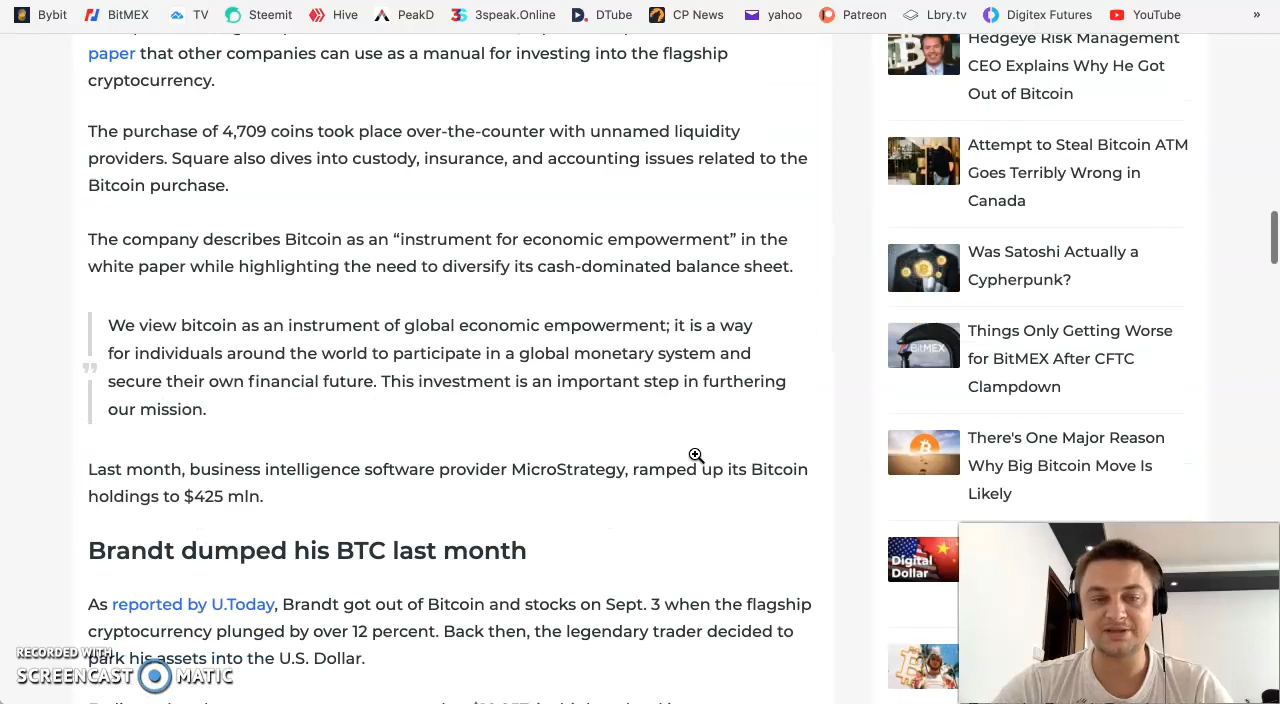 Bybit BitMEX TV Steemit Hive PeakD 3speak.Online DTube CP News yahoo Patreon Lbry.tv Digitex Futures YouTube »
paper that other companies can use as a manual for investing into the flagship
cryptocurrency.
The purchase of 4,709 coins took place over-the-counter with unnamed liquidity
providers. Square also dives into custody, insurance, and accounting issues related to the
Bitcoin purchase.
The company describes Bitcoin as an “instrument for economic empowerment” in the
white paper while highlighting the need to diversify its cash-dominated balance sheet.
We view bitcoin as an instrument of global economic empowerment; it is a way
for individuals around the world to participate in a global monetary system and
secure their own financial future. This investment is an important step in furthering
our mission.
Last month, business intelligence software provider MicroStrategy, ramped up its Bitcoin
holdings to $425 mln.
Brandt dumped his BTC last month
As reported by U.Today, Brandt got out of Bitcoin and stocks on Sept. 3 when the flagship
cryptocurrency plunged by over 12 percent. Back then, the legendary trader decided to
park his assets into the U.S. Dollar.
RECORDED WITH
SCREENCAST MATIC
Hedgeye Risk Management
CEO Explains Why He Got
Out of Bitcoin
Attempt to Steal Bitcoin ATM
Goes Terribly Wrong in
Canada
Was Satoshi Actually a
Cypherpunk?
BitMEX
Things Only Getting Worse
for BitMEX After CFTC
Clampdown
There's One Major Reason
Why Big Bitcoin Move Is
Likely
Digital
Dollar